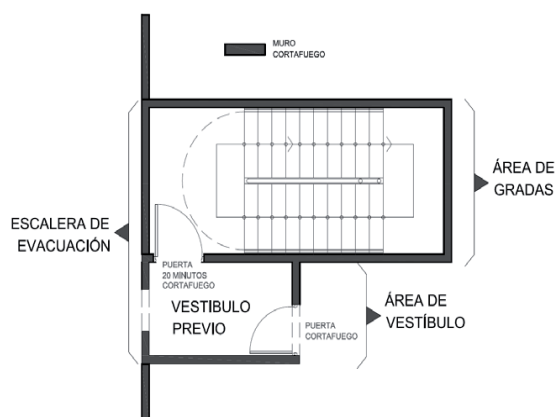 MURO
CORTAFUEGO
ÁREA DE
GRADAS
ESCALERA DE
EVACUACIÓN
PUERTA
20 MINUTOS
CORTAFUEGO
VESTIBULO
PREVIO
PUERTA
CORTAFUEGO
ÁREA DE
VESTÍBULO